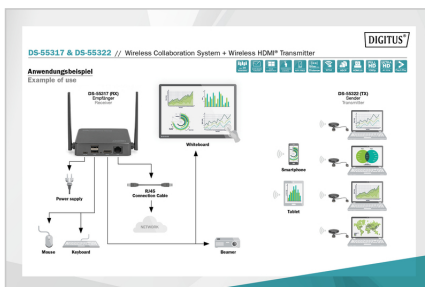 DIGITUS®
DS-55317 & DS-55322 // Wireless Collaboration System + Wireless HDMI® Transmitter
Anwendungsbeispiel
Example of use
DS-55317 (RX)
Empfänger
Receiver
DS-55322 (TX)
Sender
Transmitter
Whiteboard
Smartphone
Power supply
RJ45
Connection Cable
Tablet
NETWORK
Mouse
Keyboard
Beamer